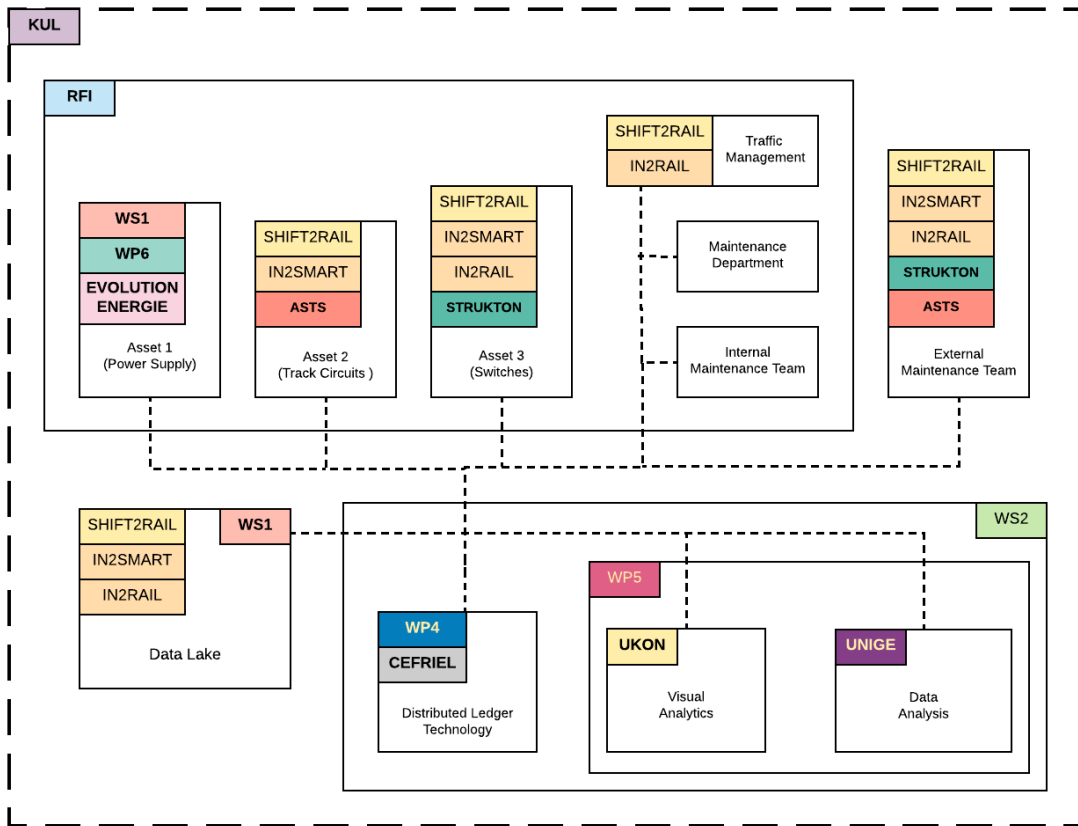 KUL
RFI
WS1
WP6
EVOLUTION
ENERGIE
Asset 1
(Power Supply)
SHIFT2RAIL
IN2SMART
ASTS
Asset 2
(Track Circuits )
SHIFT2RAIL
IN2SMART
IN2RAIL
STRUKTON
Asset 3
(Switches)
SHIFT2RAIL
IN2RAIL
Traffic
Management
Maintenance
Department
Internal
Maintenance Team
SHIFT2RAIL
IN2SMART
IN2RAIL
STRUKTON
ASTS
External
Maintenance Team
SHIFT2RAIL
IN2SMART
IN2RAIL
WS1
Data Lake
WS2
WP4
CEFRIEL
Distributed Ledger
Technology
WP5
UKON
Visual
Analytics
UNIGE
Data
Analysis